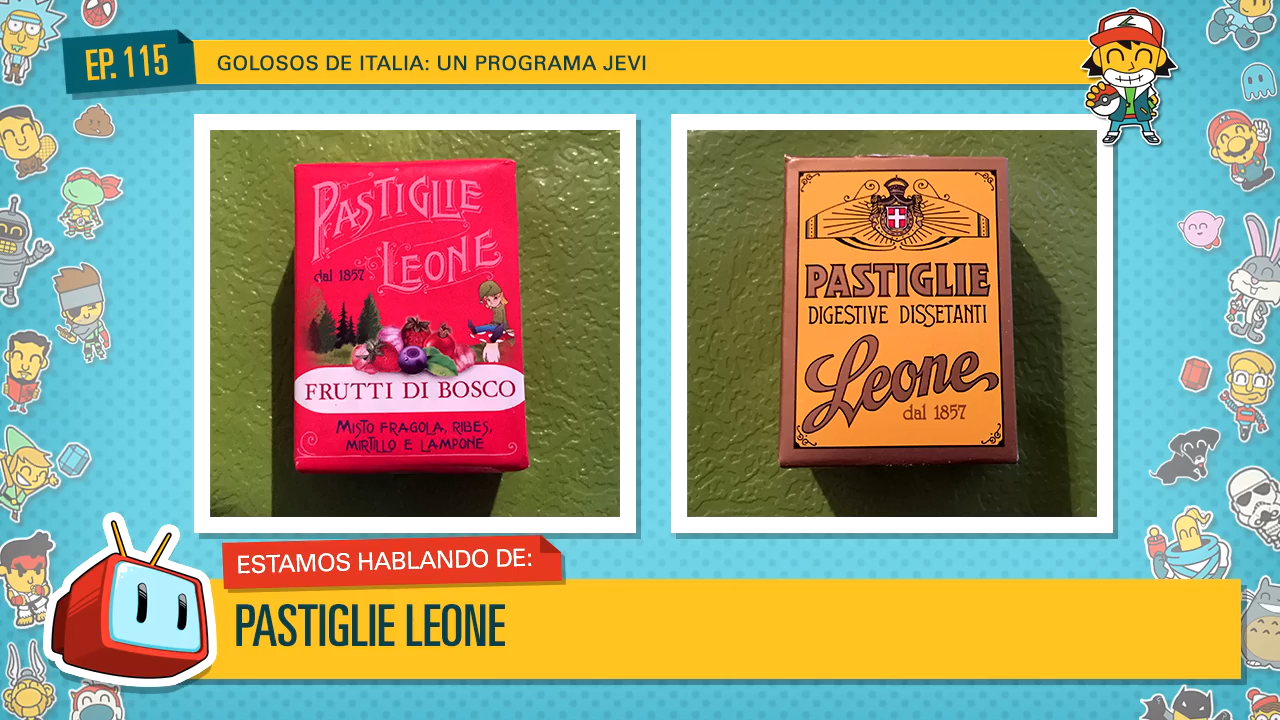 EP. 115
GOLOSOS DE ITALIA: UN PROGRAMA JEVI
PASTIGLIE
LEONE
dal 1857
FRUTTI DI BOSCO
MISTO FRAGOLA, RIBES,
MIRTILLO E LAMPONE
PASTIGLIE
DIGESTIVE DISSETANTI
Leone
dal 1857
ESTAMOS HABLANDO DE:
PASTIGLIE LEONE